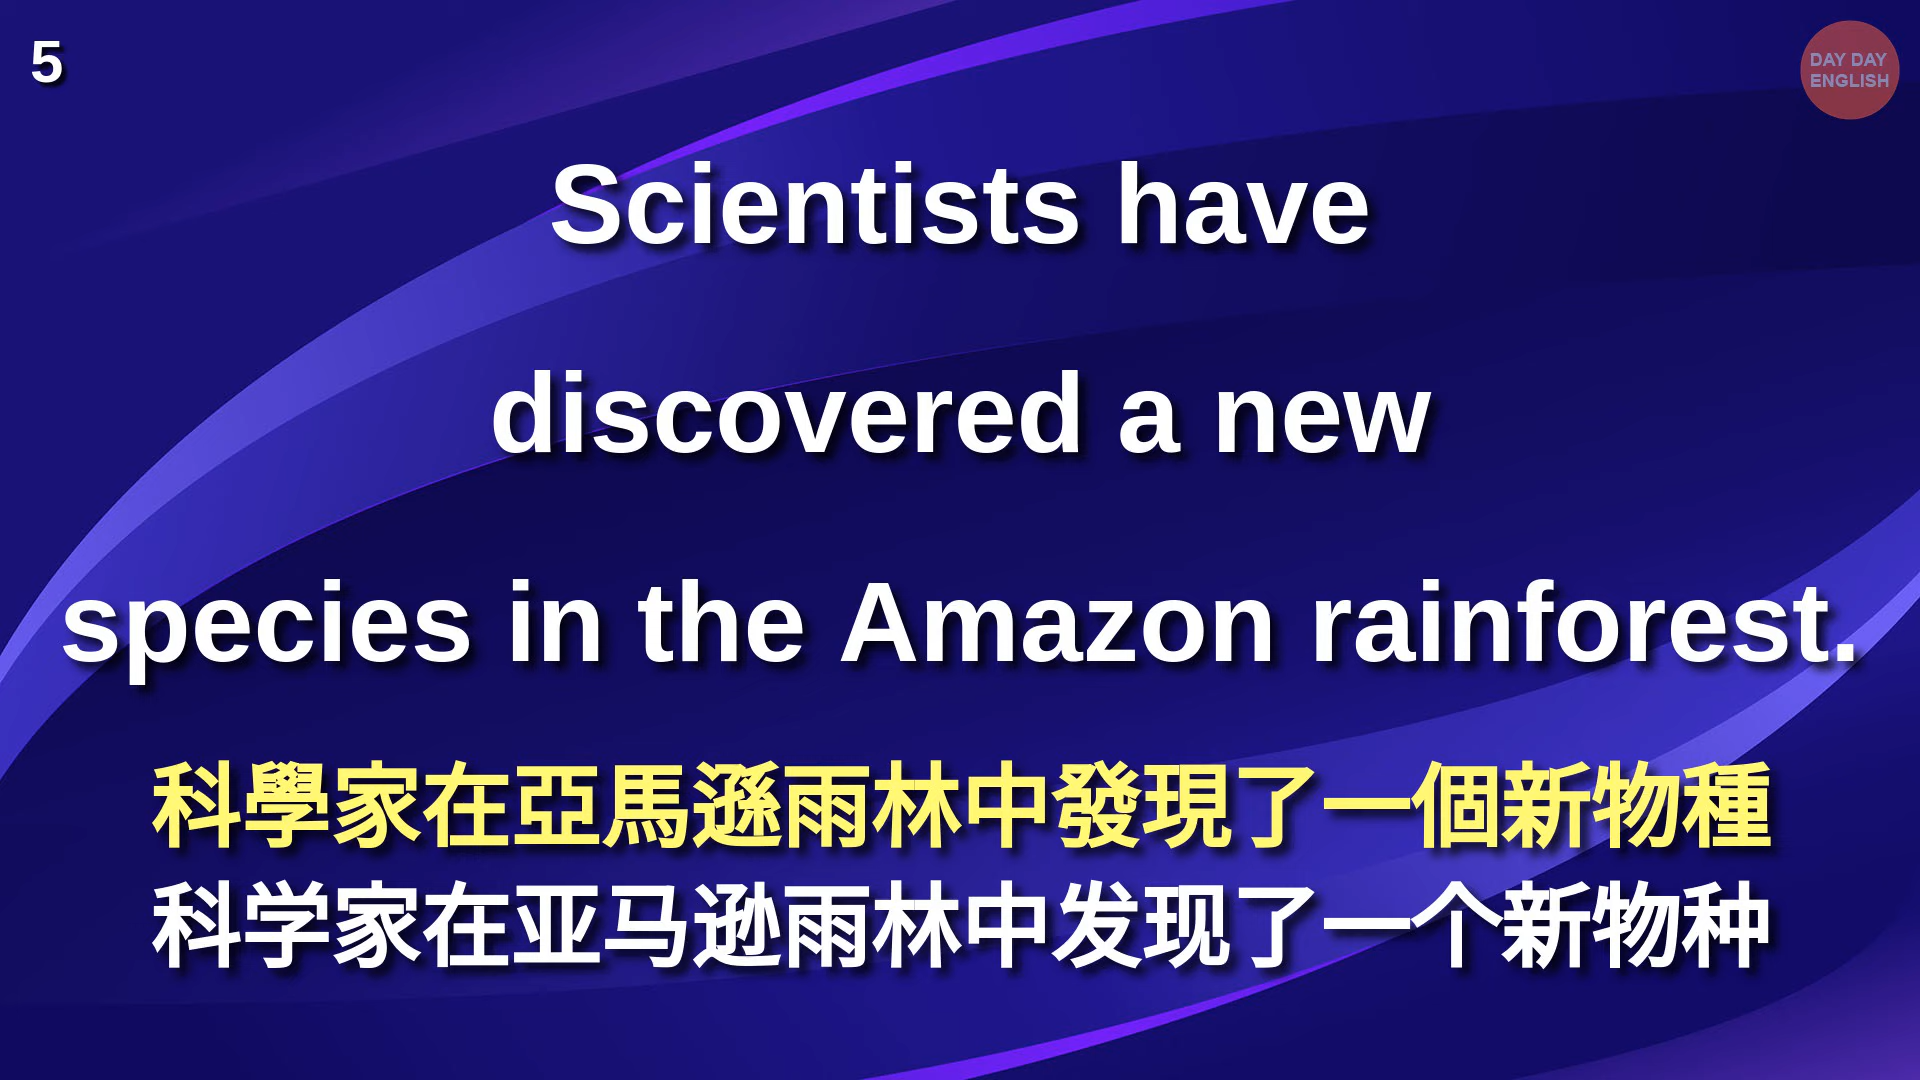 5
DAY DAY
ENGLISH
Scientists have
discovered a new
species in the Amazon rainforest.
科學家在亞馬遜雨林中發現了一個新物種
科学家在亚马逊雨林中发现了一个新物种